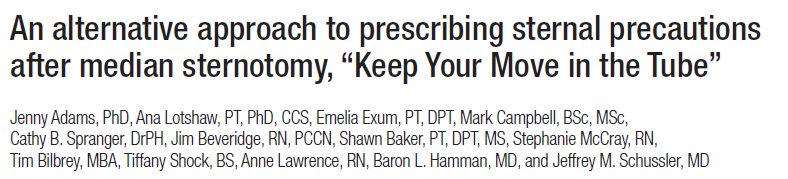 An alternative approach to prescribing sternal precautions
after median sternotomy, “Keep Your Move in the Tube”
Jenny Adams, PhD, Ana Lotshaw, PT, PhD, CCS, Emelia Exum, PT, DPT, Mark Campbell, BSc, MSc,
Cathy B. Spranger, DrPH, Jim Beveridge, RN, PCCN, Shawn Baker, PT, DPT, MS, Stephanie McCray, RN,
Tim Bilbrey, MBA, Tiffany Shock, BS, Anne Lawrence, RN, Baron L. Hamman, MD, and Jeffrey M. Schussler, MD